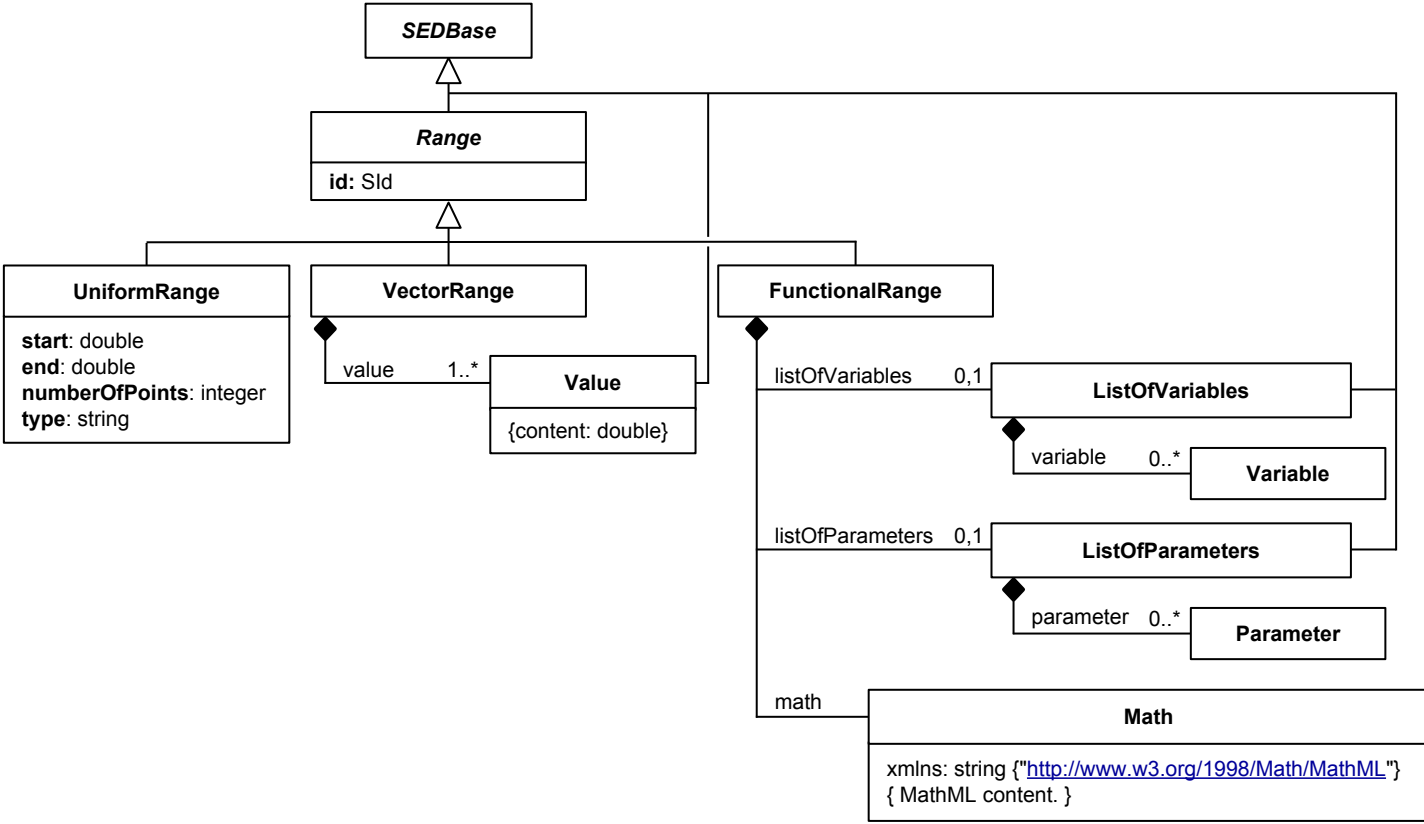 SEDBase
Range
id: SId
UniformRange
start: double
end: double
numberOfPoints: integer
type: string
VectorRange
value 1..*
Value
{content: double}
FunctionalRange
listOfVariables 0,1
ListOfVariables
variable 0..*
Variable
listOfParameters 0,1
ListOfParameters
parameter 0..*
Parameter
math
Math
xmlns: string {"http://www.w3.org/1998/Math/MathML"}
{ MathML content. }